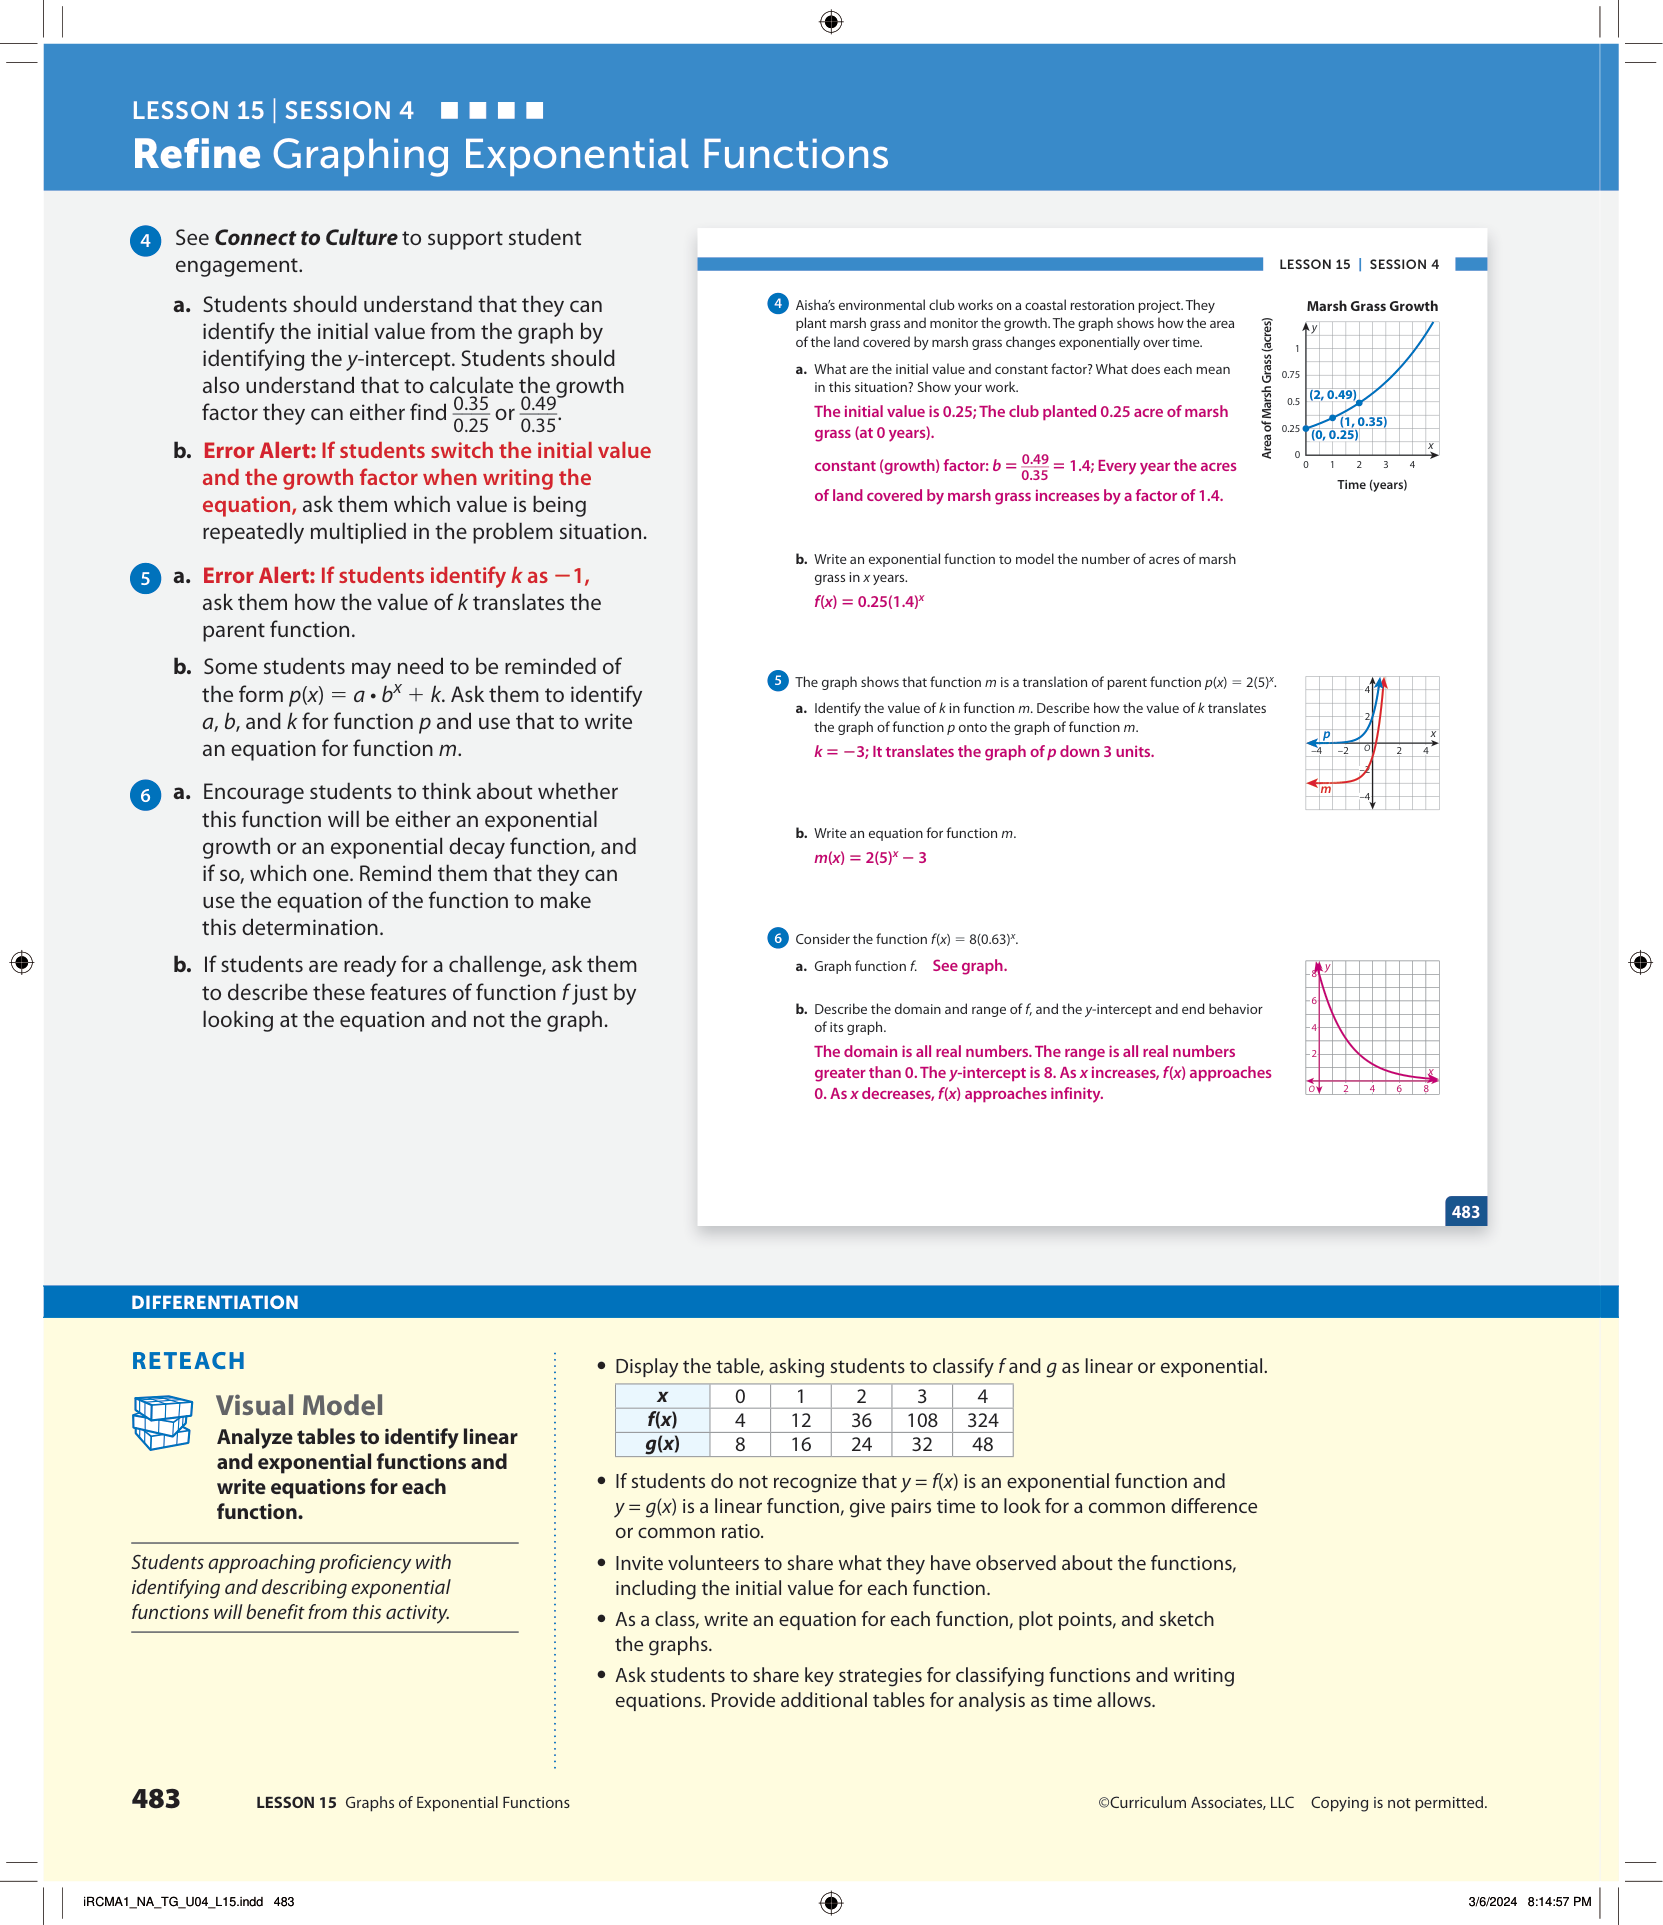 LESSON 15 | SESSION 4
Refine Graphing Exponential Functions
4 See Connect to Culture to support student
engagement.
a. Students should understand that they can
identify the initial value from the graph by
identifying the y-intercept. Students should
also understand that to calculate the growth
factor they can either find 0.35/0.25 or 0.49/0.35.
b. Error Alert: If students switch the initial value
and the growth factor when writing the
equation, ask them which value is being
repeatedly multiplied in the problem situation.
5 a. Error Alert: If students identify k as −1,
ask them how the value of k translates the
parent function.
b. Some students may need to be reminded of
the form p(x) = a • b^x + k. Ask them to identify
a, b, and k for function p and use that to write
an equation for function m.
6 a. Encourage students to think about whether
this function will be either an exponential
growth or an exponential decay function, and
if so, which one. Remind them that they can
use the equation of the function to make
this determination.
b. If students are ready for a challenge, ask them
to describe these features of function f just by
looking at the equation and not the graph.
LESSON 15 | SESSION 4
4 Aisha's environmental club works on a coastal restoration project. They
plant marsh grass and monitor the growth. The graph shows how the area
of the land covered by marsh grass changes exponentially over time.
a. What are the initial value and constant factor? What does each mean
in this situation? Show your work.
The initial value is 0.25; The club planted 0.25 acre of marsh
grass (at 0 years).
constant (growth) factor: b = 0.49/0.35 = 1.4; Every year the acres
of land covered by marsh grass increases by a factor of 1.4.
Marsh Grass Growth
Area of Marsh Grass (acres)
y
1
0.75
0.5
0.25
0
(2, 0.49)
(1, 0.35)
(0, 0.25)
x
0 1 2 3 4
Time (years)
b. Write an exponential function to model the number of acres of marsh
grass in x years.
f(x) = 0.25(1.4)^x
5 The graph shows that function m is a translation of parent function p(x) = 2(5)^x.
a. Identify the value of k in function m. Describe how the value of k translates
the graph of function p onto the graph of function m.
k = −3; It translates the graph of p down 3 units.
4
2
p
x
−4 −2 O 2 4
−2
m
−4
b. Write an equation for function m.
m(x) = 2(5)^x − 3
6 Consider the function f(x) = 8(0.63)^x.
a. Graph function f. See graph.
b. Describe the domain and range of f, and the y-intercept and end behavior
of its graph.
The domain is all real numbers. The range is all real numbers
greater than 0. The y-intercept is 8. As x increases, f(x) approaches
0. As x decreases, f(x) approaches infinity.
8 y
6
4
2
x
O 2 4 6 8
483
DIFFERENTIATION
RETEACH
Visual Model
Analyze tables to identify linear
and exponential functions and
write equations for each
function.
Students approaching proficiency with
identifying and describing exponential
functions will benefit from this activity.
• Display the table, asking students to classify f and g as linear or exponential.
x 0 1 2 3 4
f(x) 4 12 36 108 324
g(x) 8 16 24 32 48
• If students do not recognize that y = f(x) is an exponential function and
y = g(x) is a linear function, give pairs time to look for a common difference
or common ratio.
• Invite volunteers to share what they have observed about the functions,
including the initial value for each function.
• As a class, write an equation for each function, plot points, and sketch
the graphs.
• Ask students to share key strategies for classifying functions and writing
equations. Provide additional tables for analysis as time allows.
483 LESSON 15 Graphs of Exponential Functions
©Curriculum Associates, LLC Copying is not permitted.
iRCMA1_NA_TG_U04_L15.indd 483
3/6/2024 8:14:57 PM